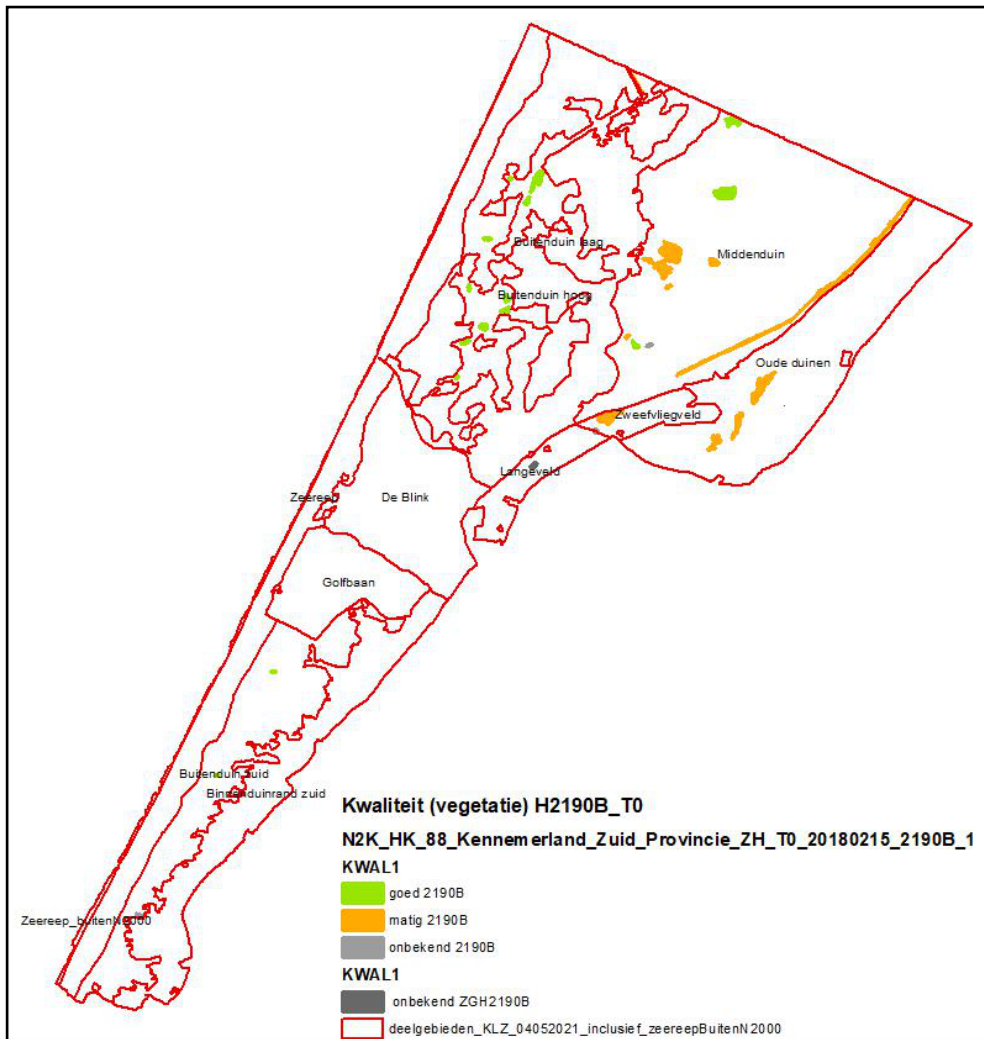 Buitenduin laag
Middenduin
Buitenduin hoog
Oude duinen
Zweefvliegveld
Langeveld
Zeereep
De Blink
Golfbaan
Buitenduin zuid
Binnenduinrand zuid
Zeereep_buitenN2000
Kwaliteit (vegetatie) H2190B_T0
N2K_HK_88_Kennemerland_Zuid_Provincie_ZH_T0_20180215_2190B_1
KWAL1
goed 2190B
matig 2190B
onbekend 2190B
KWAL1
onbekend ZGH2190B
deelgebieden_KLZ_04052021_inclusief_zeereepBuitenN2000